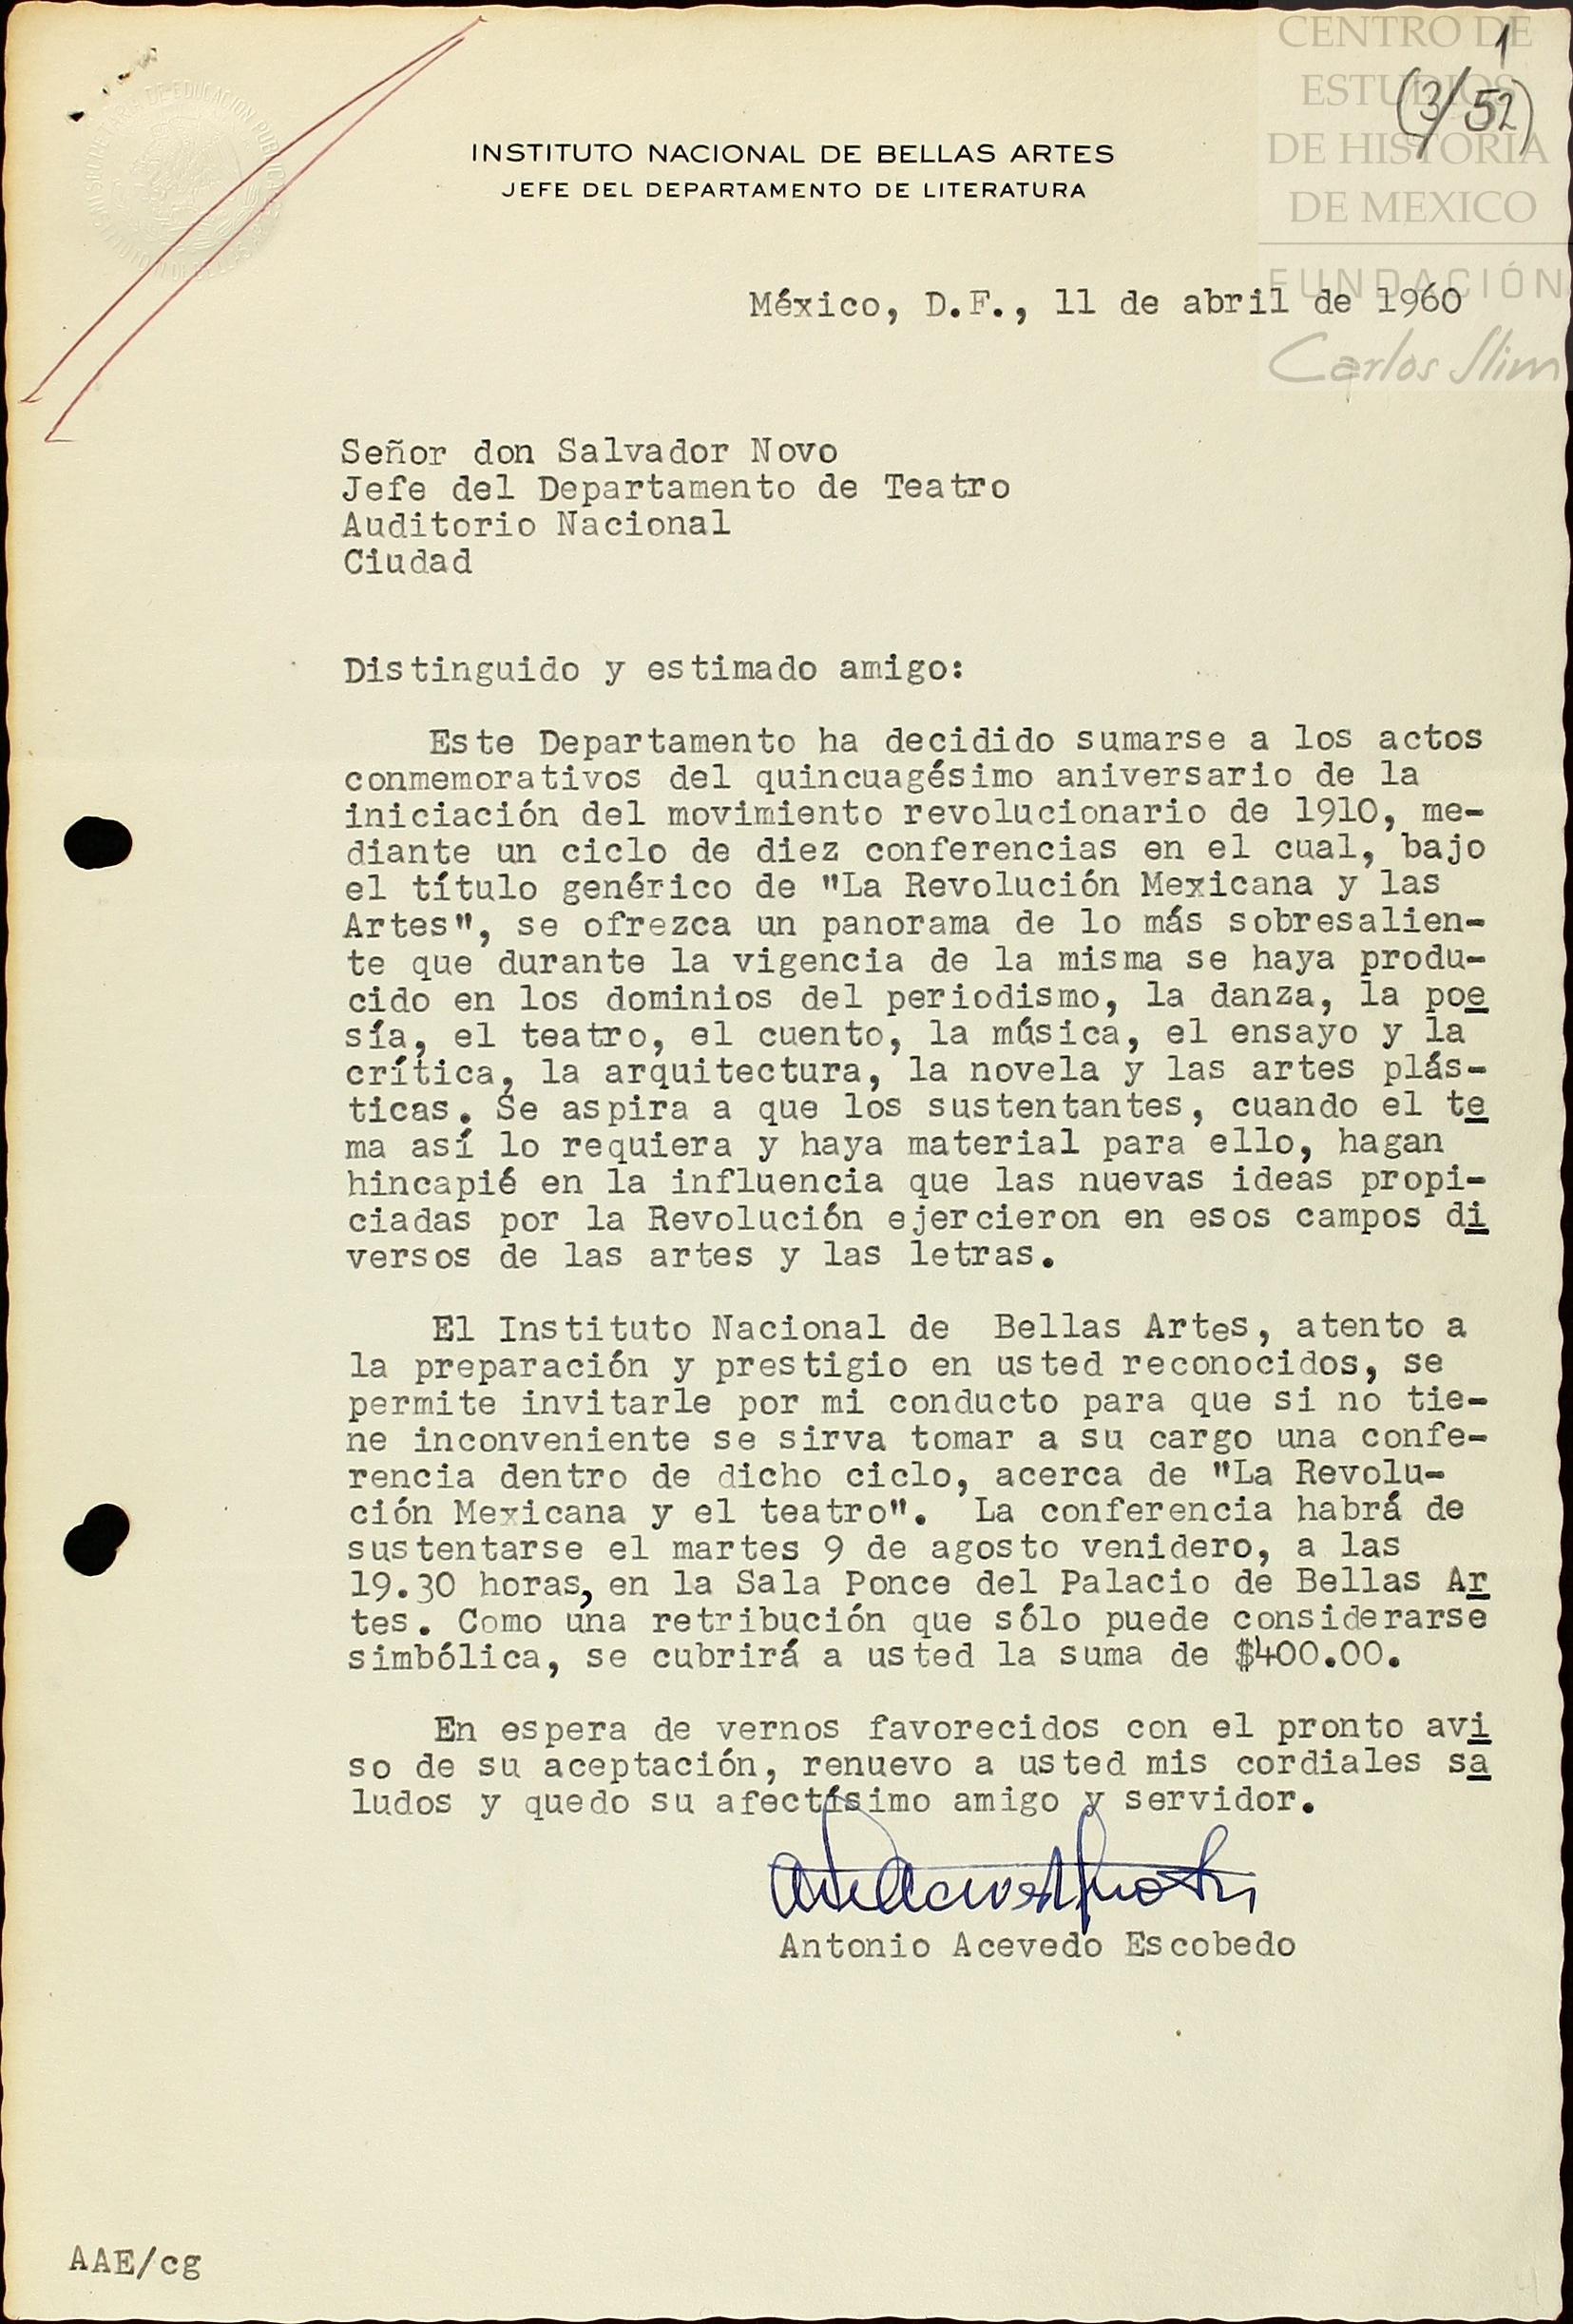 CENTRO DE
ESTUDIOS
DE HISTORIA
DE MEXICO
FUNDACIÓN
Carlos Slim
1
(3/52)
INSTITUTO NACIONAL DE BELLAS ARTES
JEFE DEL DEPARTAMENTO DE LITERATURA
México, D.F., 11 de abril de 1960
Señor don Salvador Novo
Jefe del Departamento de Teatro
Auditorio Nacional
Ciudad
Distinguido y estimado amigo:
Este Departamento ha decidido sumarse a los actos
conmemorativos del quincuagésimo aniversario de la
iniciación del movimiento revolucionario de 1910, me-
diante un ciclo de diez conferencias en el cual, bajo
el título genérico de "La Revolución Mexicana y las
Artes", se ofrezca un panorama de lo más sobresalien-
te que durante la vigencia de la misma se haya produ-
cido en los dominios del periodismo, la danza, la poe
sía, el teatro, el cuento, la música, el ensayo y la
crítica, la arquitectura, la novela y las artes plás-
ticas. Se aspira a que los sustentantes, cuando el te
ma así lo requiera y haya material para ello, hagan
hincapié en la influencia que las nuevas ideas propi-
ciadas por la Revolución ejercieron en esos campos di
versos de las artes y las letras.
El Instituto Nacional de Bellas Artes, atento a
la preparación y prestigio en usted reconocidos, se
permite invitarle por mi conducto para que si no tie-
ne inconveniente se sirva tomar a su cargo una confe-
rencia dentro de dicho ciclo, acerca de "La Revolu-
ción Mexicana y el teatro". La conferencia habrá de
sustentarse el martes 9 de agosto venidero, a las
19.30 horas, en la Sala Ponce del Palacio de Bellas Ar
tes. Como una retribución que sólo puede considerarse
simbólica, se cubrirá a usted la suma de $400.00.
En espera de vernos favorecidos con el pronto avi
so de su aceptación, renuevo a usted mis cordiales sa
ludos y quedo su afectísimo amigo y servidor.
Antonio Acevedo Escobedo
AAE/cg